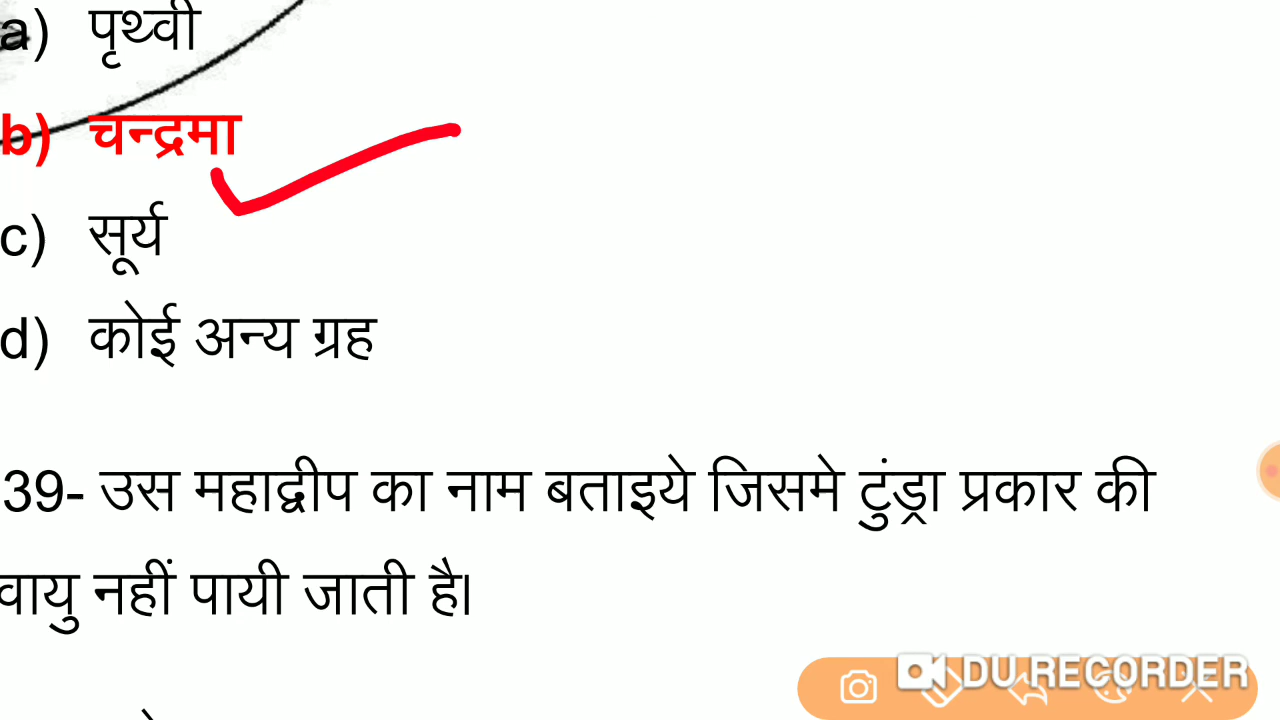 a) पृथ्वी
b) चन्द्रमा
c) सूर्य
d) कोई अन्य ग्रह
39- उस महाद्वीप का नाम बताइये जिसमे टुंड्रा प्रकार की
वायु नहीं पायी जाती है।
DU RECORDER